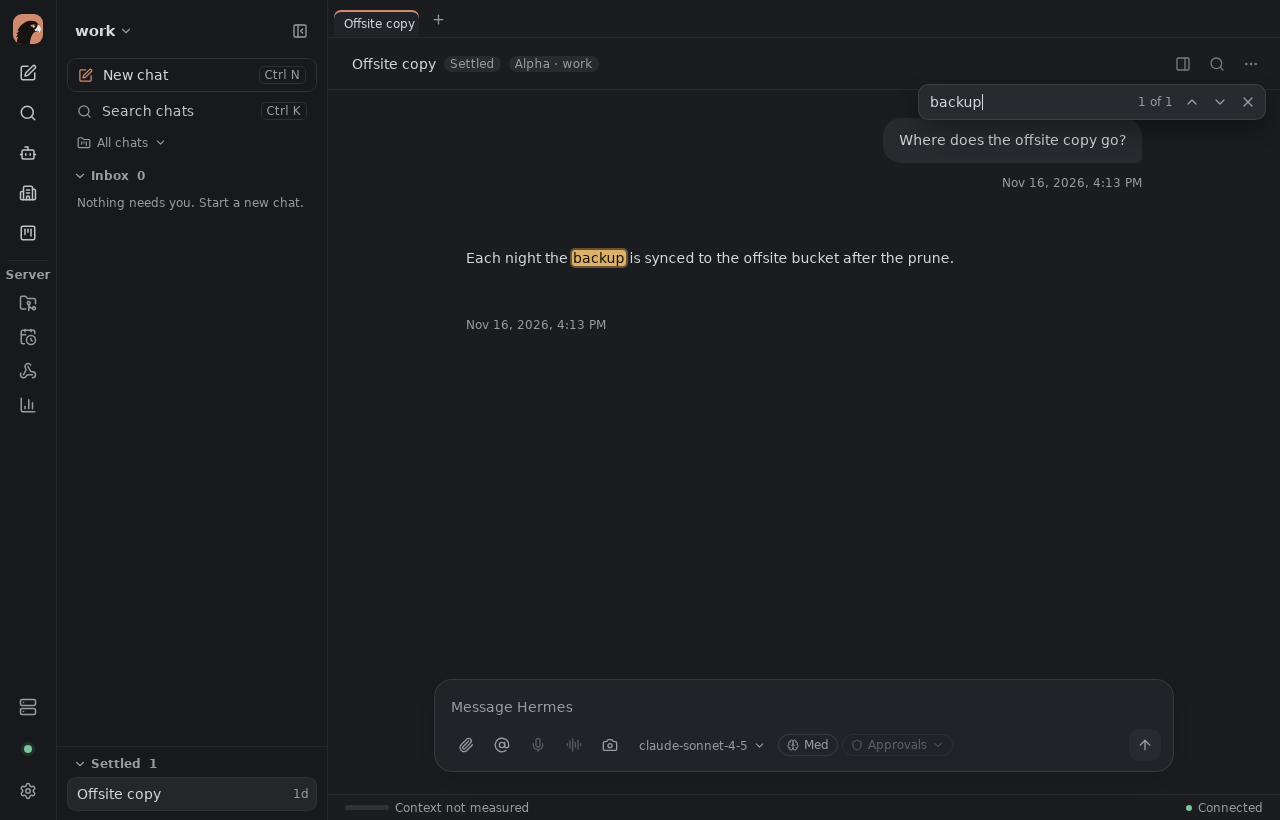 work
New chat
Ctrl N
Search chats
Ctrl K
All chats
Inbox 0
Nothing needs you. Start a new chat.
Server
Settled 1
Offsite copy
1d
Offsite copy
Offsite copy
Settled
Alpha · work
backup
1 of 1
Where does the offsite copy go?
Nov 16, 2026, 4:13 PM
Each night the backup is synced to the offsite bucket after the prune.
Nov 16, 2026, 4:13 PM
Message Hermes
claude-sonnet-4-5
Med
Approvals
Context not measured
Connected